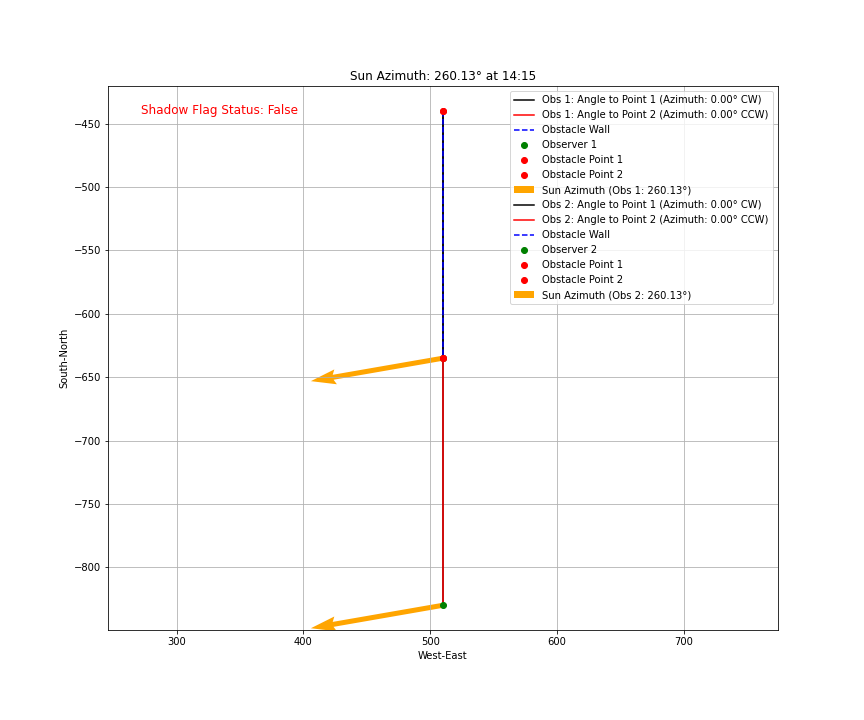 Sun Azimuth: 260.13° at 14:15
Shadow Flag Status: False
Obs 1: Angle to Point 1 (Azimuth: 0.00° CW)
Obs 1: Angle to Point 2 (Azimuth: 0.00° CCW)
Obstacle Wall
Observer 1
Obstacle Point 1
Obstacle Point 2
Sun Azimuth (Obs 1: 260.13°)
Obs 2: Angle to Point 1 (Azimuth: 0.00° CW)
Obs 2: Angle to Point 2 (Azimuth: 0.00° CCW)
Obstacle Wall
Observer 2
Obstacle Point 1
Obstacle Point 2
Sun Azimuth (Obs 2: 260.13°)
South-North
−450
−500
−550
−600
−650
−700
−750
−800
300
400
500
600
700
West-East